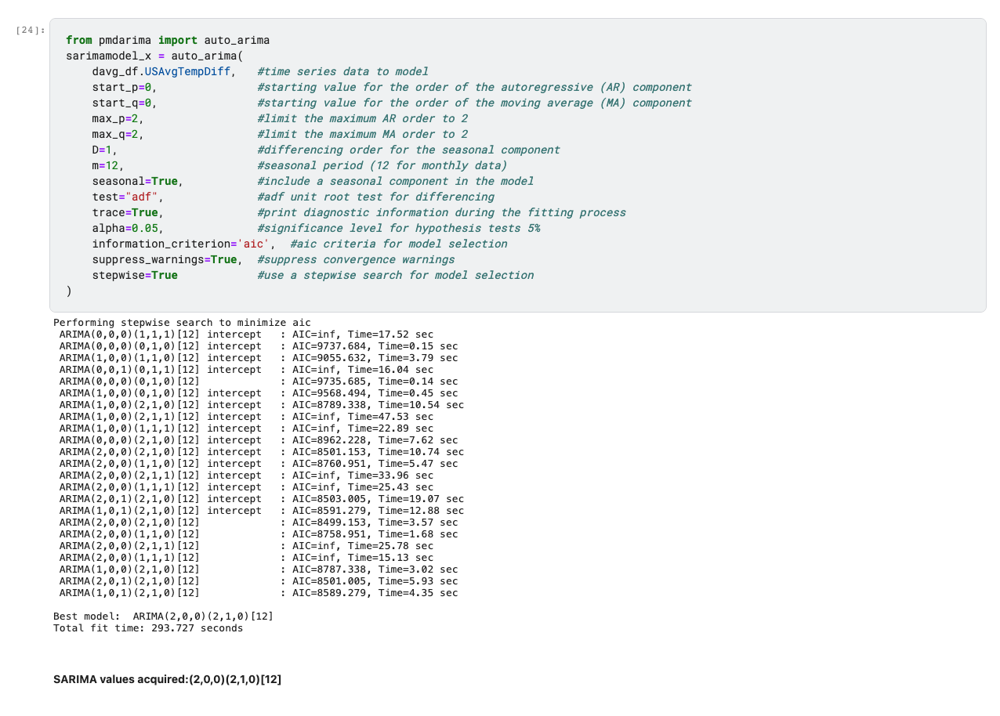 [24]:
from pmdarima import auto_arima
sarimamodel_x = auto_arima(
    davg_df.USAvgTempDiff,   #time series data to model
    start_p=0,               #starting value for the order of the autoregressive (AR) component
    start_q=0,               #starting value for the order of the moving average (MA) component
    max_p=2,                 #limit the maximum AR order to 2
    max_q=2,                 #limit the maximum MA order to 2
    D=1,                     #differencing order for the seasonal component
    m=12,                    #seasonal period (12 for monthly data)
    seasonal=True,           #include a seasonal component in the model
    test="adf",              #adf unit root test for differencing
    trace=True,              #print diagnostic information during the fitting process
    alpha=0.05,              #significance level for hypothesis tests 5%
    information_criterion='aic',  #aic criteria for model selection
    suppress_warnings=True,  #suppress convergence warnings
    stepwise=True            #use a stepwise search for model selection
)
Performing stepwise search to minimize aic
 ARIMA(0,0,0)(1,1,1)[12] intercept   : AIC=inf, Time=17.52 sec
 ARIMA(0,0,0)(0,1,0)[12] intercept   : AIC=9737.684, Time=0.15 sec
 ARIMA(1,0,0)(1,1,0)[12] intercept   : AIC=9055.632, Time=3.79 sec
 ARIMA(0,0,1)(0,1,1)[12] intercept   : AIC=inf, Time=16.04 sec
 ARIMA(0,0,0)(0,1,0)[12]             : AIC=9735.685, Time=0.14 sec
 ARIMA(1,0,0)(0,1,0)[12] intercept   : AIC=9568.494, Time=0.45 sec
 ARIMA(1,0,0)(2,1,0)[12] intercept   : AIC=8789.338, Time=10.54 sec
 ARIMA(1,0,0)(2,1,1)[12] intercept   : AIC=inf, Time=47.53 sec
 ARIMA(1,0,0)(1,1,1)[12] intercept   : AIC=inf, Time=22.89 sec
 ARIMA(0,0,0)(2,1,0)[12] intercept   : AIC=8962.228, Time=7.62 sec
 ARIMA(2,0,0)(2,1,0)[12] intercept   : AIC=8501.153, Time=10.74 sec
 ARIMA(2,0,0)(1,1,0)[12] intercept   : AIC=8760.951, Time=5.47 sec
 ARIMA(2,0,0)(2,1,1)[12] intercept   : AIC=inf, Time=33.96 sec
 ARIMA(2,0,0)(1,1,1)[12] intercept   : AIC=inf, Time=25.43 sec
 ARIMA(2,0,1)(2,1,0)[12] intercept   : AIC=8503.005, Time=19.07 sec
 ARIMA(1,0,1)(2,1,0)[12] intercept   : AIC=8591.279, Time=12.88 sec
 ARIMA(2,0,0)(2,1,0)[12]             : AIC=8499.153, Time=3.57 sec
 ARIMA(2,0,0)(1,1,0)[12]             : AIC=8758.951, Time=1.68 sec
 ARIMA(2,0,0)(2,1,1)[12]             : AIC=inf, Time=25.78 sec
 ARIMA(2,0,0)(1,1,1)[12]             : AIC=inf, Time=15.13 sec
 ARIMA(1,0,0)(2,1,0)[12]             : AIC=8787.338, Time=3.02 sec
 ARIMA(2,0,1)(2,1,0)[12]             : AIC=8501.005, Time=5.93 sec
 ARIMA(1,0,1)(2,1,0)[12]             : AIC=8589.279, Time=4.35 sec
Best model:  ARIMA(2,0,0)(2,1,0)[12]
Total fit time: 293.727 seconds
SARIMA values acquired:(2,0,0)(2,1,0)[12]